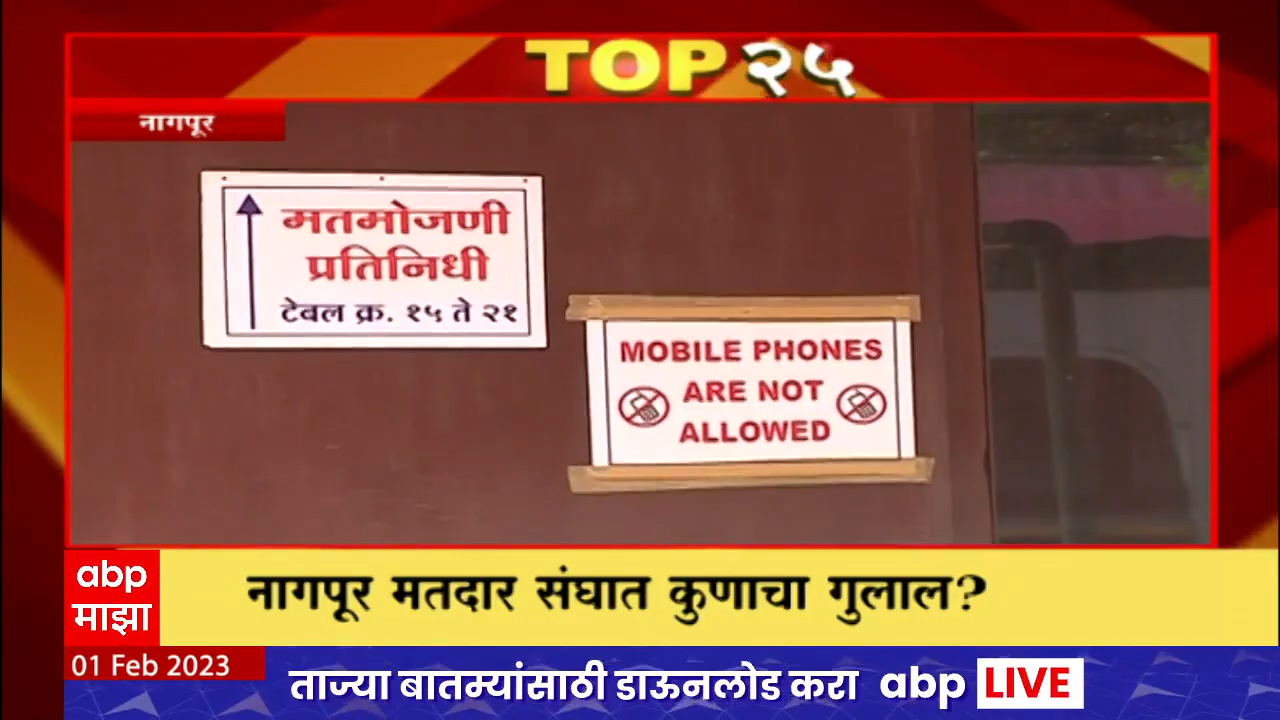 TOP २५
नागपूर
मतमोजणी
प्रतिनिधी
टेबल क्र. १५ ते २१
MOBILE PHONES
ARE NOT
ALLOWED
abp
माझा
नागपूर मतदार संघात कुणाचा गुलाल?
01 Feb 2023
ताज्या बातम्यांसाठी डाऊनलोड करा abp LIVE